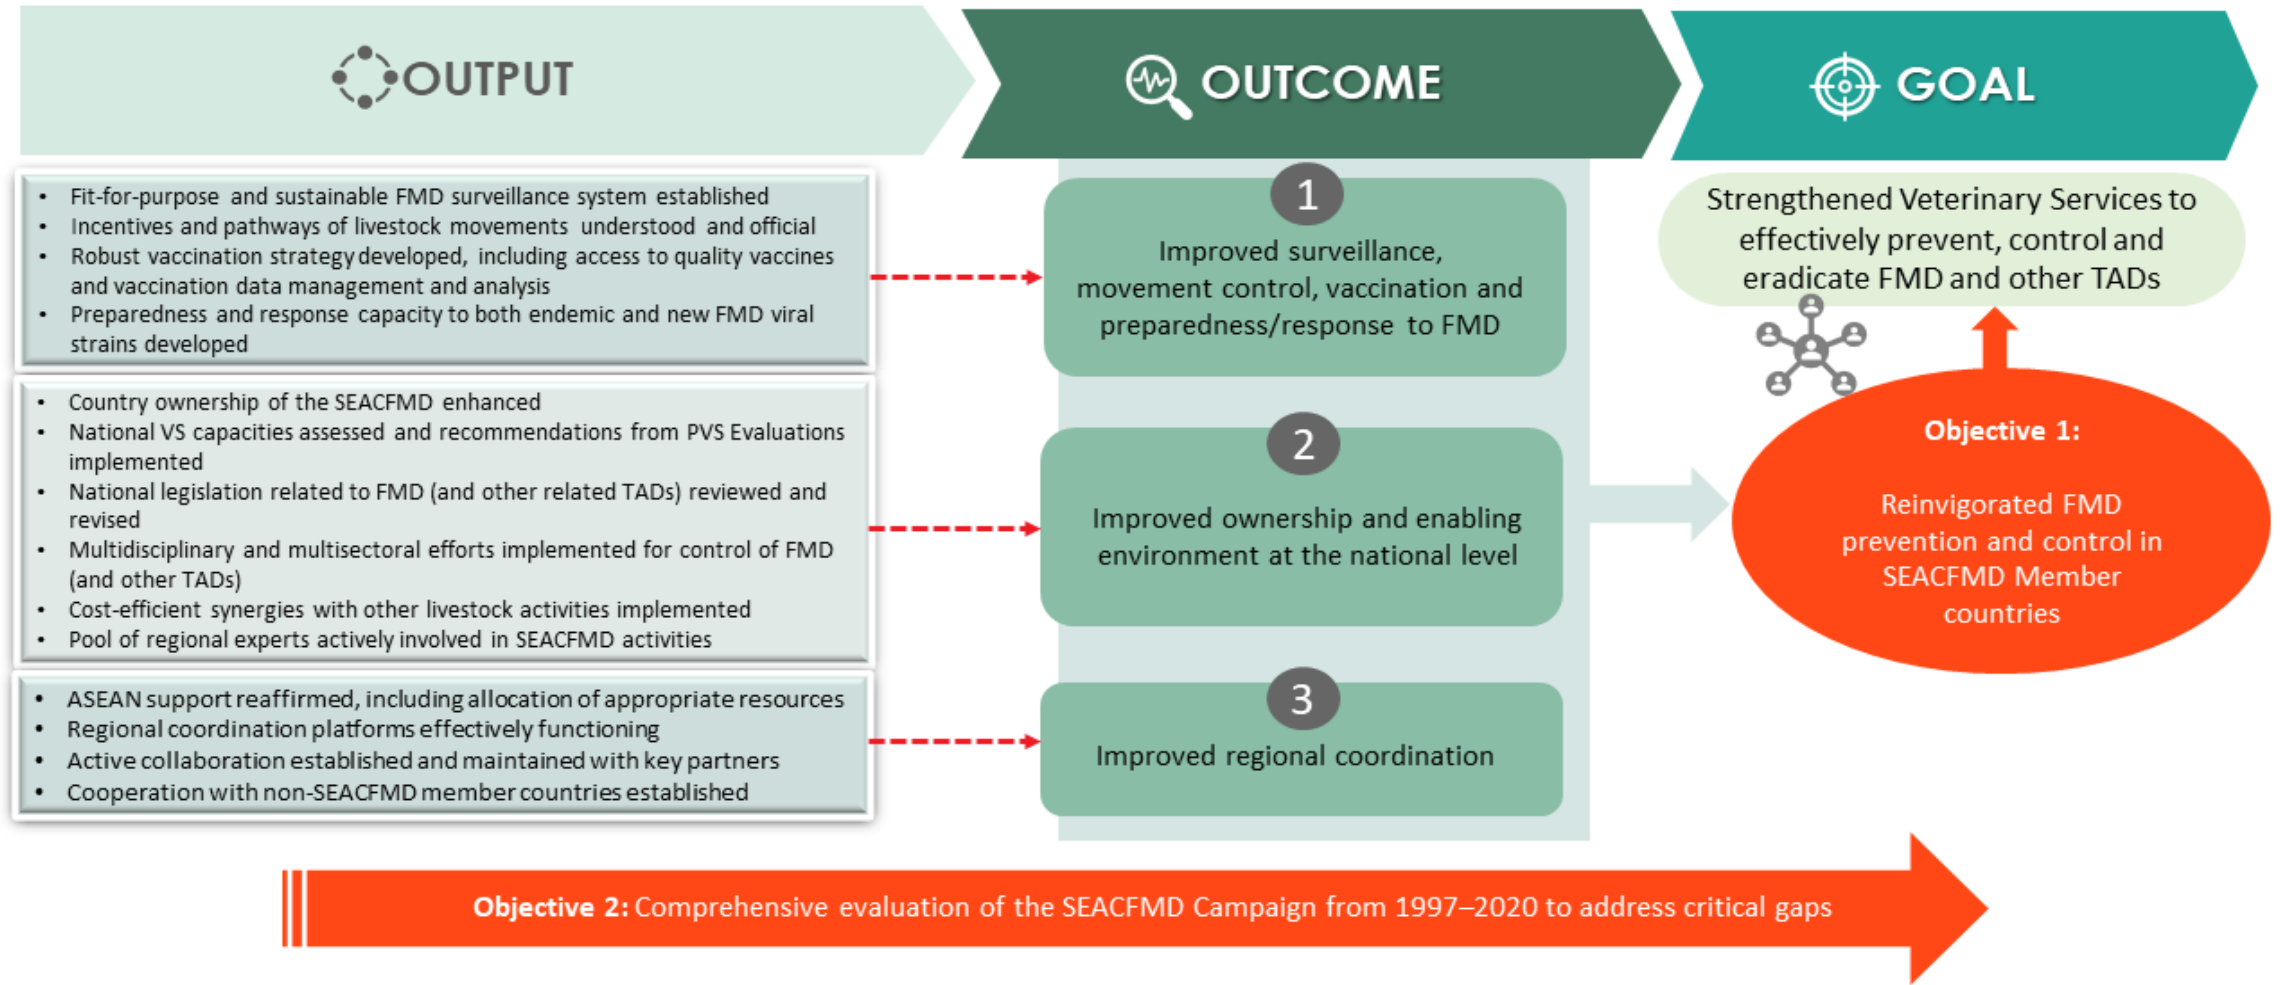 OUTPUT
OUTCOME
GOAL
• Fit-for-purpose and sustainable FMD surveillance system established
• Incentives and pathways of livestock movements understood and official
• Robust vaccination strategy developed, including access to quality vaccines
and vaccination data management and analysis
• Preparedness and response capacity to both endemic and new FMD viral
strains developed
• Country ownership of the SEACFMD enhanced
• National VS capacities assessed and recommendations from PVS Evaluations
implemented
• National legislation related to FMD (and other related TADs) reviewed and
revised
• Multidisciplinary and multisectoral efforts implemented for control of FMD
(and other TADs)
• Cost-efficient synergies with other livestock activities implemented
• Pool of regional experts actively involved in SEACFMD activities
• ASEAN support reaffirmed, including allocation of appropriate resources
• Regional coordination platforms effectively functioning
• Active collaboration established and maintained with key partners
• Cooperation with non-SEACFMD member countries established
1
Improved surveillance,
movement control, vaccination and
preparedness/response to FMD
2
Improved ownership and enabling
environment at the national level
3
Improved regional coordination
Strengthened Veterinary Services to
effectively prevent, control and
eradicate FMD and other TADs
Objective 1:
Reinvigorated FMD
prevention and control in
SEACFMD Member
countries
Objective 2: Comprehensive evaluation of the SEACFMD Campaign from 1997–2020 to address critical gaps